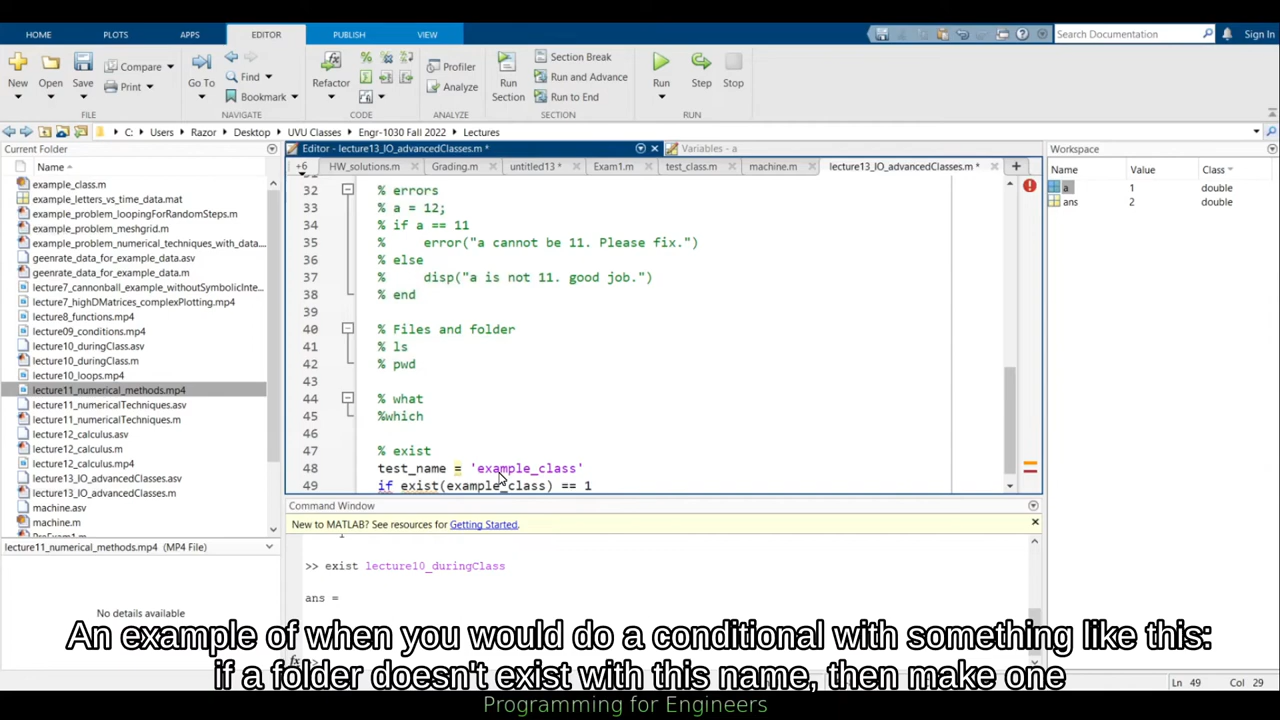 HOME PLOTS APPS EDITOR PUBLISH VIEW Search Documentation Sign In
New Open Save Compare Print Go To Find Bookmark Refactor Profiler Analyze Run Section Section Break Run and Advance Run to End Run Step Stop
FILE NAVIGATE CODE ANALYZE SECTION RUN
C: Users Razor Desktop UVU Classes Engr-1030 Fall 2022 Lectures
Current Folder
Name
example_class.m
example_letters_vs_time_data.mat
example_problem_loopingForRandomSteps.m
example_problem_meshgrid.m
example_problem_numerical_techniques_with_data...
geenrate_data_for_example_data.asv
geenrate_data_for_example_data.m
lecture7_cannonball_example_withoutSymbolicInte...
lecture7_highDMatrices_complexPlotting.mp4
lecture8_functions.mp4
lecture09_conditions.mp4
lecture10_duringClass.asv
lecture10_duringClass.m
lecture10_loops.mp4
lecture11_numerical_methods.mp4
lecture11_numericalTechniques.asv
lecture11_numericalTechniques.m
lecture12_calculus.asv
lecture12_calculus.m
lecture12_calculus.mp4
lecture13_IO_advancedClasses.asv
lecture13_IO_advancedClasses.m
machine.asv
machine.m
PreExam1.m
lecture11_numerical_methods.mp4 (MP4 File)
No details available
Editor - lecture13_IO_advancedClasses.m *
Variables - a
+6 HW_solutions.m Grading.m untitled13 * Exam1.m test_class.m machine.m lecture13_IO_advancedClasses.m * +
32 % errors
33 % a = 12;
34 % if a == 11
35 % error("a cannot be 11. Please fix.")
36 % else
37 % disp("a is not 11. good job.")
38 % end
39
40 % Files and folder
41 % ls
42 % pwd
43
44 % what
45 %which
46
47 % exist
48 test_name = 'example_class'
49 if exist(example_class) == 1
Command Window
New to MATLAB? See resources for Getting Started.
>> exist lecture10_duringClass
ans =
Workspace
Name Value Class
a 1 double
ans 2 double
An example of when you would do a conditional with something like this:
if a folder doesn't exist with this name, then make one
Ln 49 Col 29
Programming for Engineers